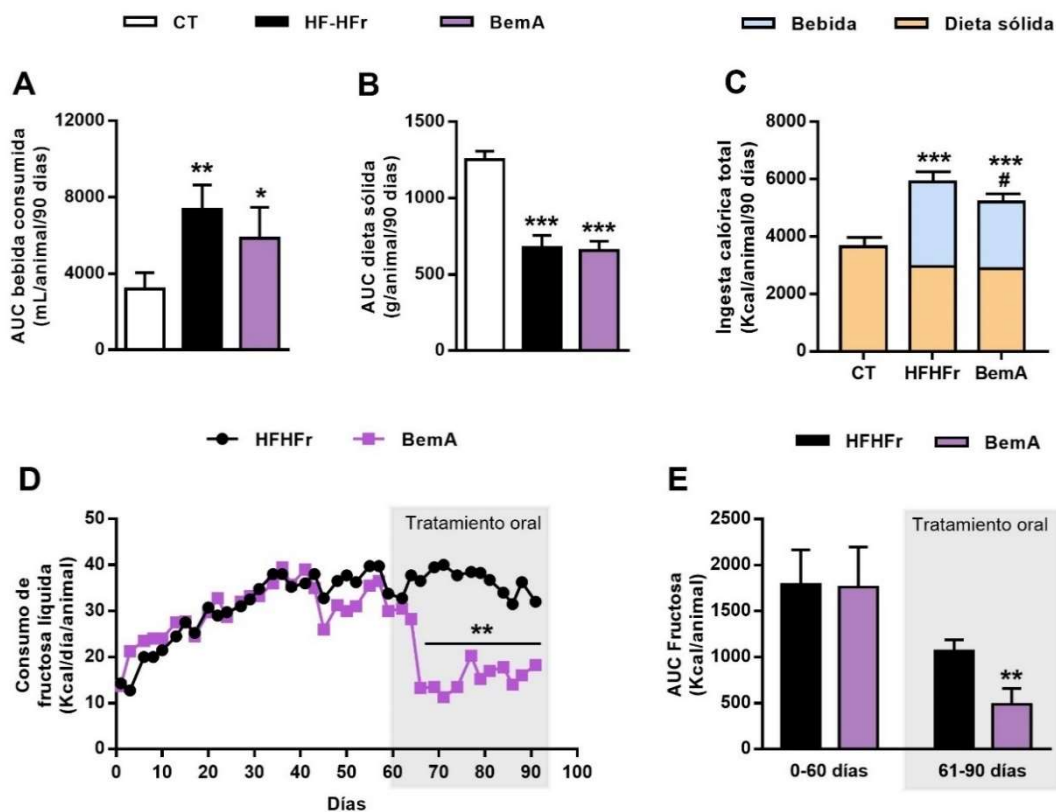 CT HF-HFr BemA
Bebida Dieta sólida
A
AUC bebida consumida
(mL/animal/90 días)
12000
8000
4000
0
**
*
B
AUC dieta sólida
(g/animal/90 días)
1500
1000
500
0
***
***
C
Ingesta calórica total
(Kcal/animal/90 días)
8000
6000
4000
2000
0
***
***
#
CT HFHFr BemA
HFHFr BemA
D
Consumo de
fructosa líquida
(Kcal/día/animal)
50
40
30
20
10
0
Tratamiento oral
**
0 10 20 30 40 50 60 70 80 90 100
Días
HFHFr BemA
E
AUC Fructosa
(Kcal/animal)
2500
2000
1500
1000
500
0
Tratamiento oral
**
0-60 días 61-90 días